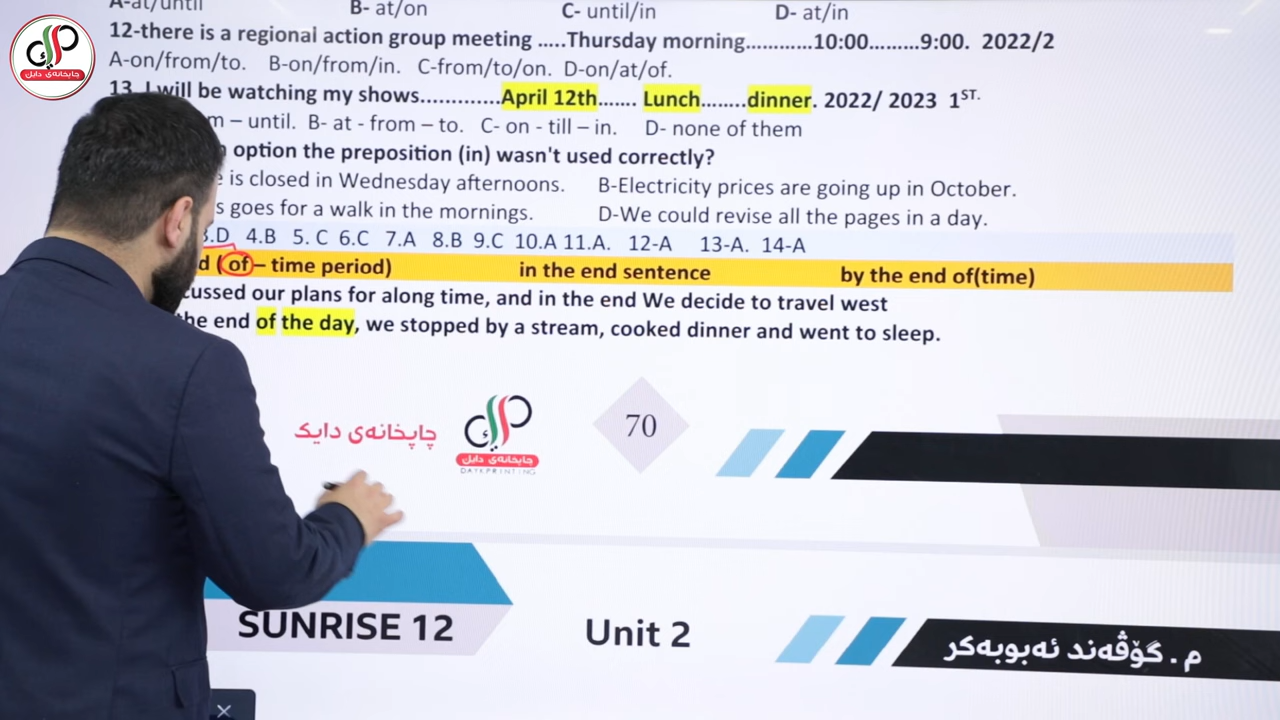 A-at/until B- at/on C- until/in D- at/in
12-there is a regional action group meeting .....Thursday morning............10:00.........9:00. 2022/2
A-on/from/to. B-on/from/in. C-from/to/on. D-on/at/of.
13. I will be watching my shows.............April 12th....... Lunch........dinner. 2022/ 2023 1ST.
m – until. B- at - from – to. C- on - till – in. D- none of them
option the preposition (in) wasn't used correctly?
is closed in Wednesday afternoons. B-Electricity prices are going up in October.
s goes for a walk in the mornings. D-We could revise all the pages in a day.
3.D 4.B 5. C 6.C 7.A 8.B 9.C 10.A 11.A. 12-A 13-A. 14-A
d ( of – time period) in the end sentence by the end of(time)
cussed our plans for along time, and in the end We decide to travel west
he end of the day, we stopped by a stream, cooked dinner and went to sleep.
چاپخانەی دایک
چاپخانەی دایک
DAYKPRINTING
70
SUNRISE 12 Unit 2 م . گۆڤەند ئەبوبەکر
چاپخانەی دایک